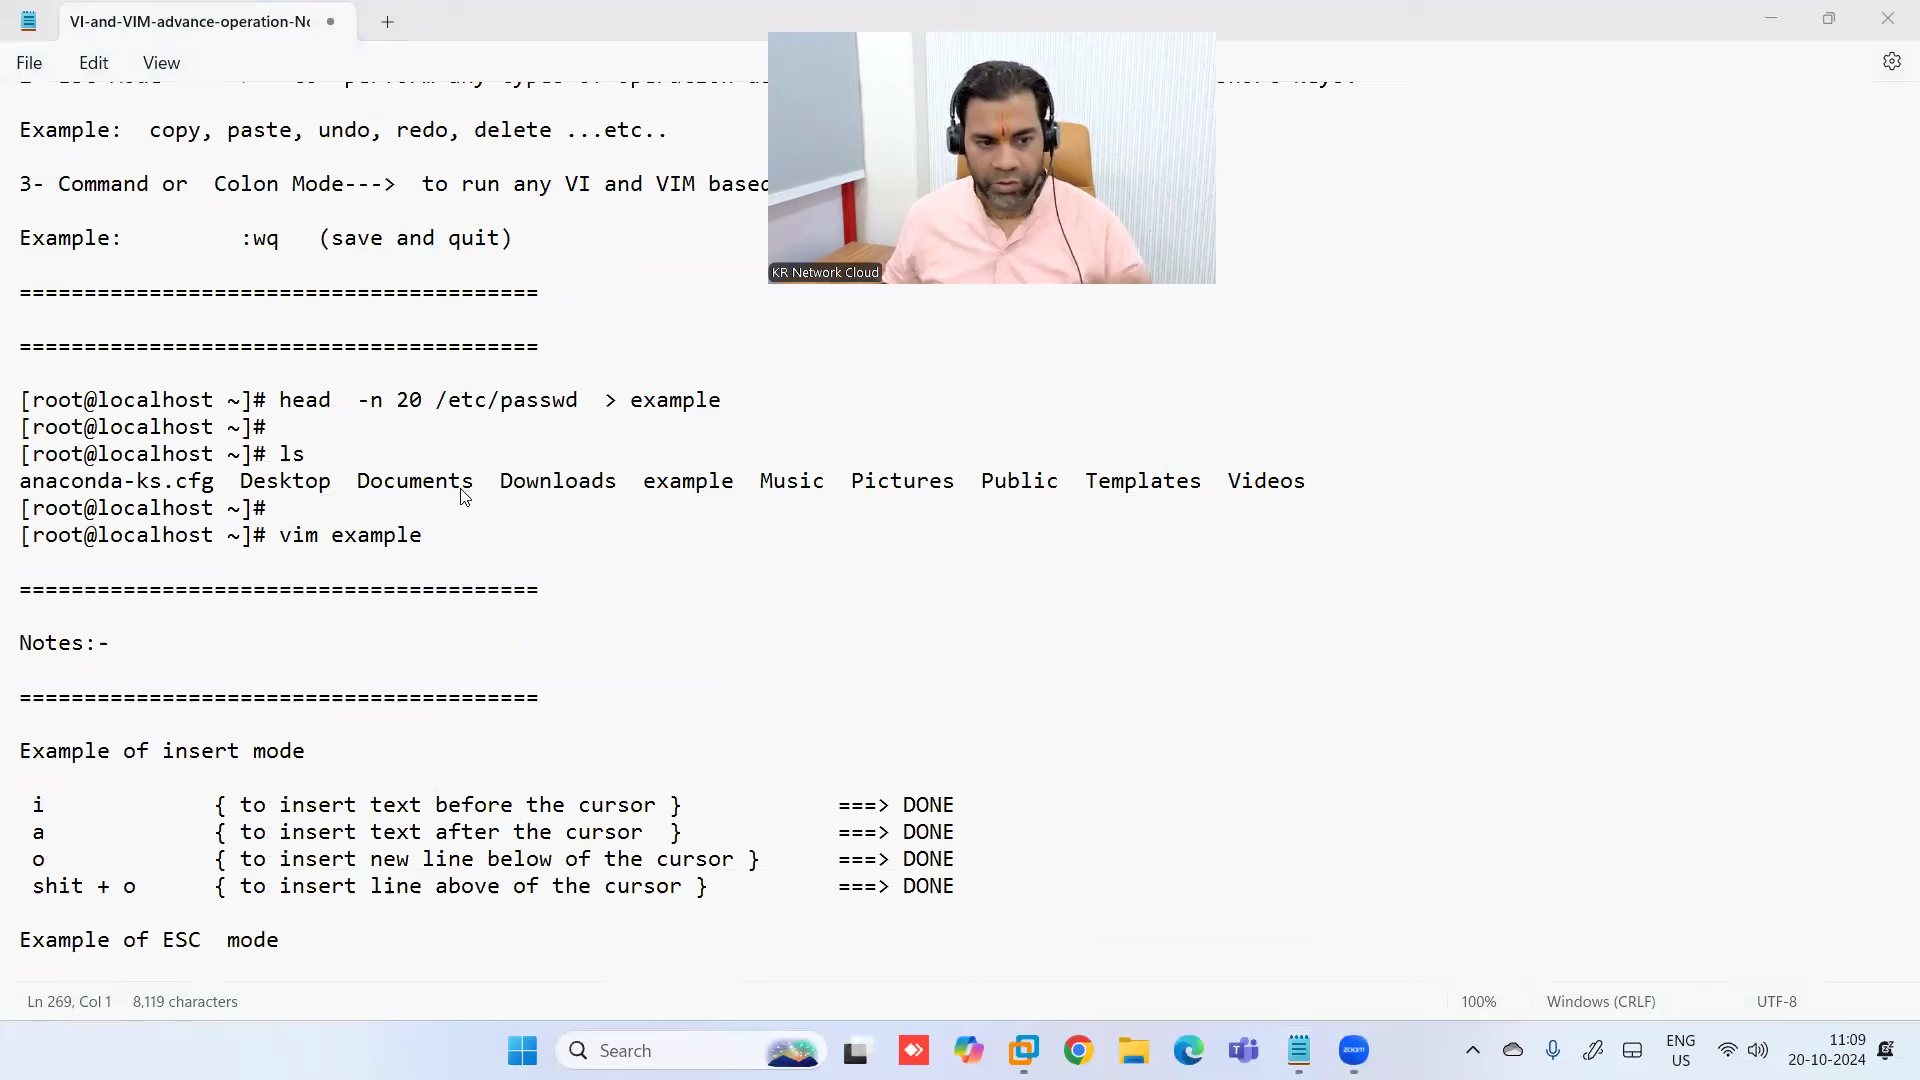 VI-and-VIM-advance-operation-No
File Edit View
Example: copy, paste, undo, redo, delete ...etc..
3- Command or Colon Mode---> to run any VI and VIM based
Example: :wq (save and quit)
KR Network Cloud
========================================
========================================
[root@localhost ~]# head -n 20 /etc/passwd > example
[root@localhost ~]#
[root@localhost ~]# ls
anaconda-ks.cfg Desktop Documents Downloads example Music Pictures Public Templates Videos
[root@localhost ~]#
[root@localhost ~]# vim example
========================================
Notes:-
========================================
Example of insert mode
i { to insert text before the cursor } ===> DONE
a { to insert text after the cursor } ===> DONE
o { to insert new line below of the cursor } ===> DONE
shit + o { to insert line above of the cursor } ===> DONE
Example of ESC mode
Ln 269, Col 1 8,119 characters 100% Windows (CRLF) UTF-8
Search
zoom
ENG
US
11:09
20-10-2024